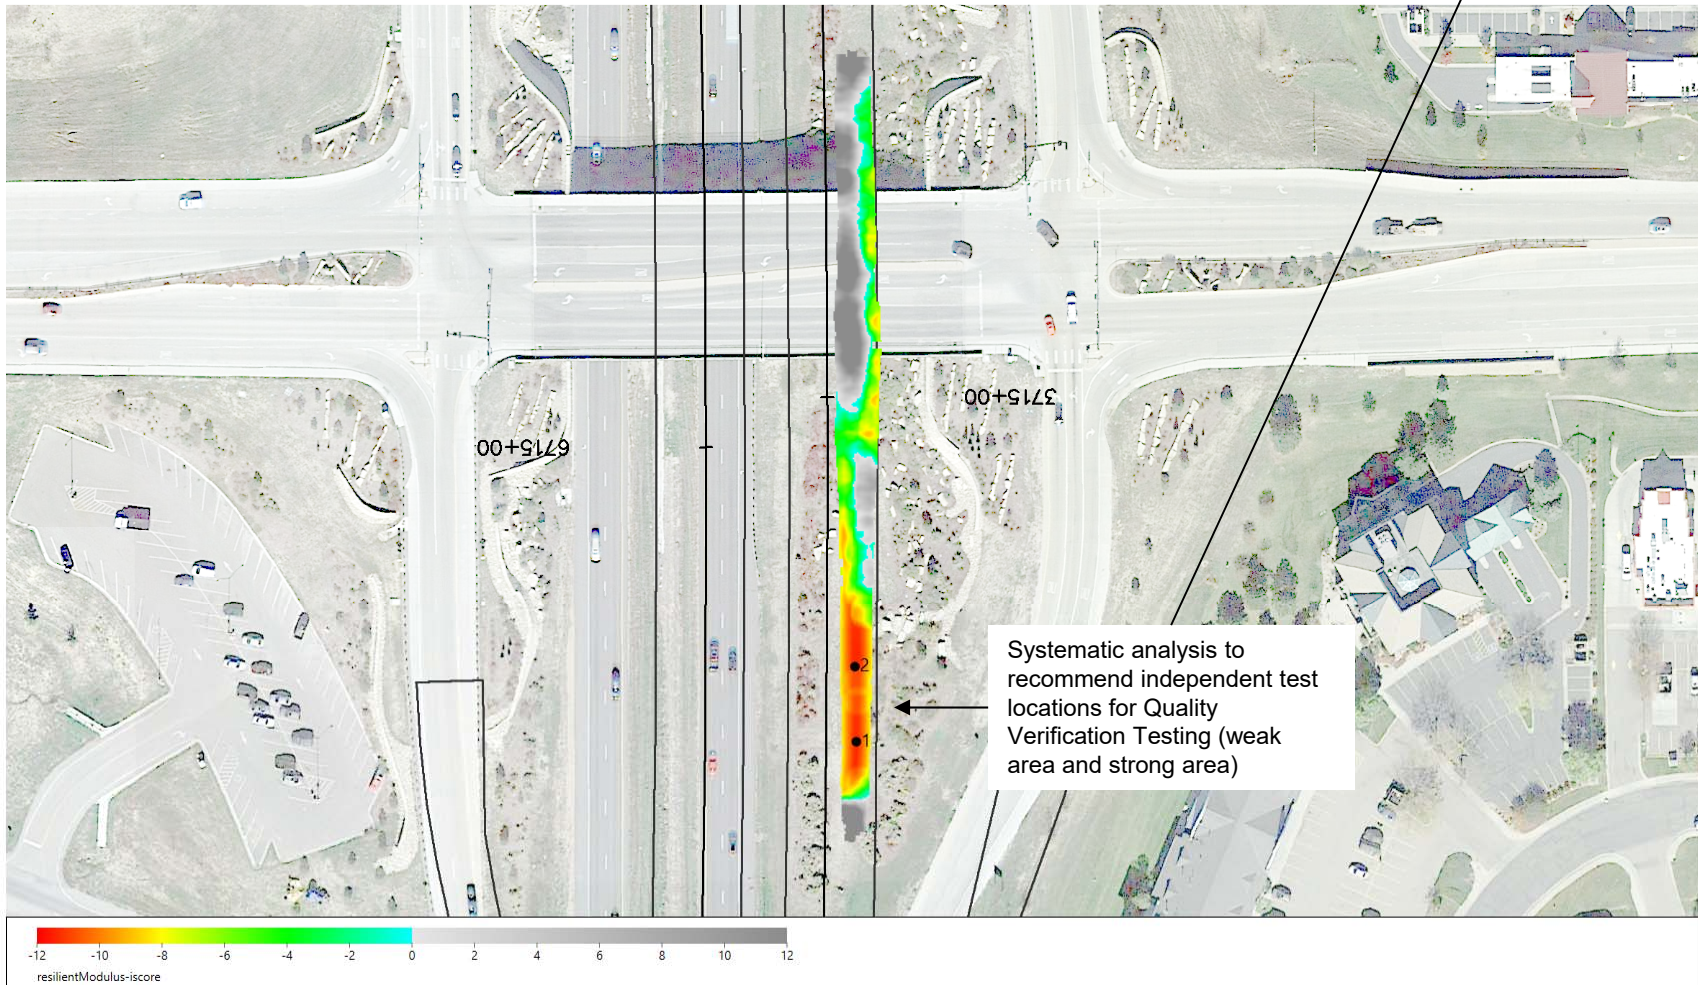 3715+00
6715+00
2
1
Systematic analysis to
recommend independent test
locations for Quality
Verification Testing (weak
area and strong area)
-12 -10 -8 -6 -4 -2 0 2 4 6 8 10 12
resilientModulus-iscore